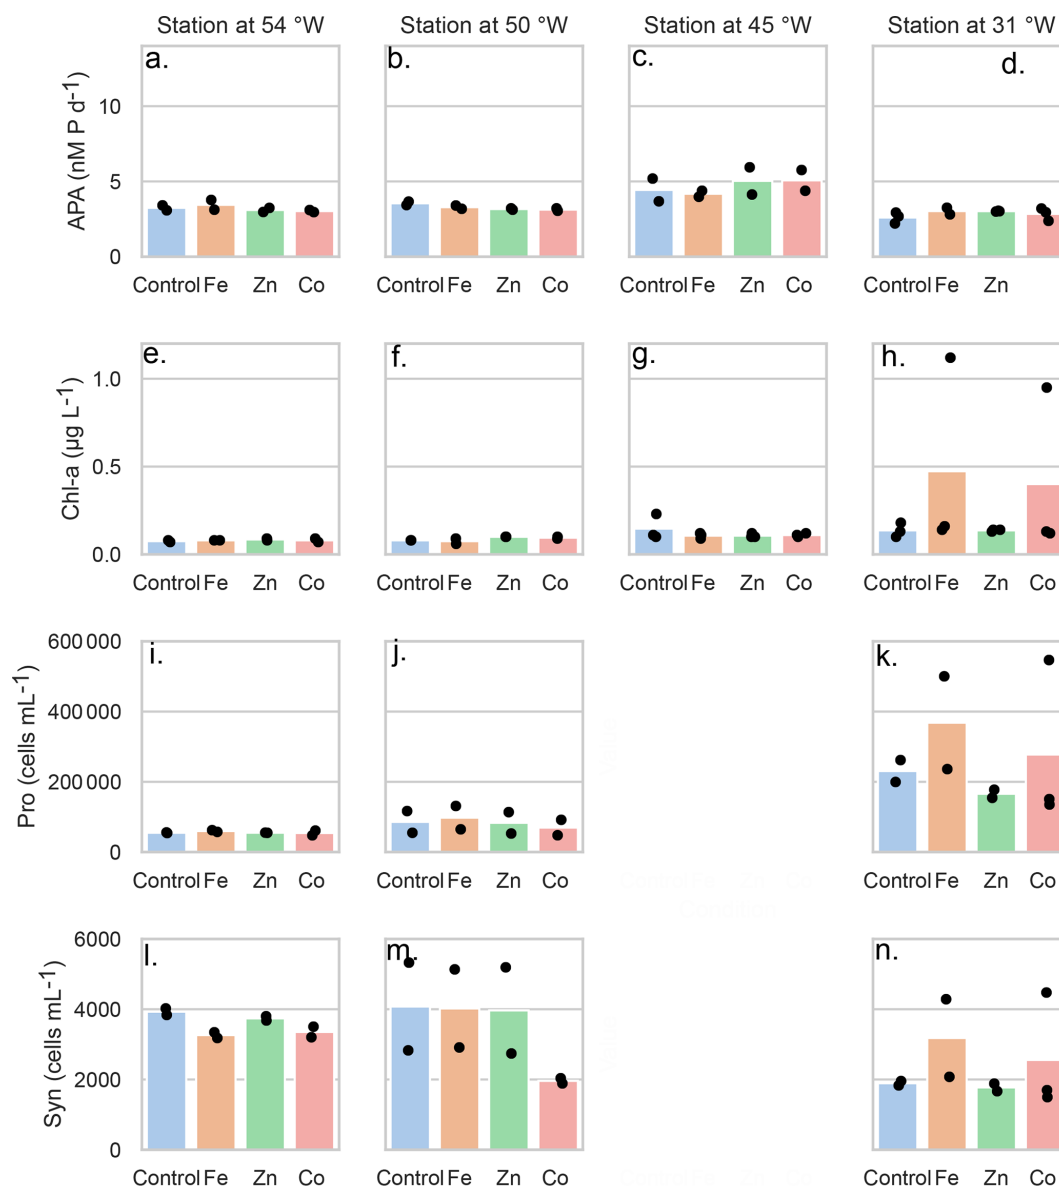 Station at 54 °W Station at 50 °W Station at 45 °W Station at 31 °W
a. b. c. d.
APA (nM P d-1)
10
5
0
Control Fe Zn Co Control Fe Zn Co Control Fe Zn Co Control Fe Zn
e. f. g. h.
Chl-a (µg L-1)
1.0
0.5
0.0
Control Fe Zn Co Control Fe Zn Co Control Fe Zn Co Control Fe Zn Co
i. j. k.
Pro (cells mL-1)
600 000
400 000
200 000
0
Control Fe Zn Co Control Fe Zn Co Control Fe Zn Co
l. m. n.
Syn (cells mL-1)
6000
4000
2000
0
Control Fe Zn Co Control Fe Zn Co Control Fe Zn Co